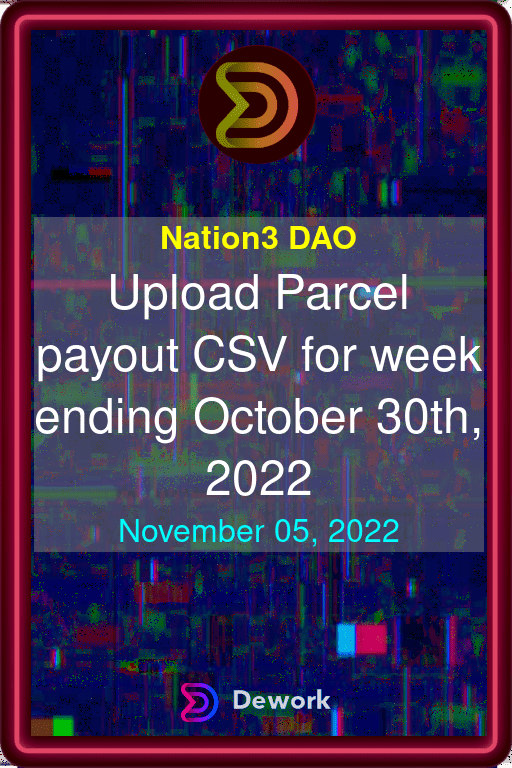 Nation3 DAO
Upload Parcel
payout CSV for week
ending October 30th,
2022
November 05, 2022
Dework